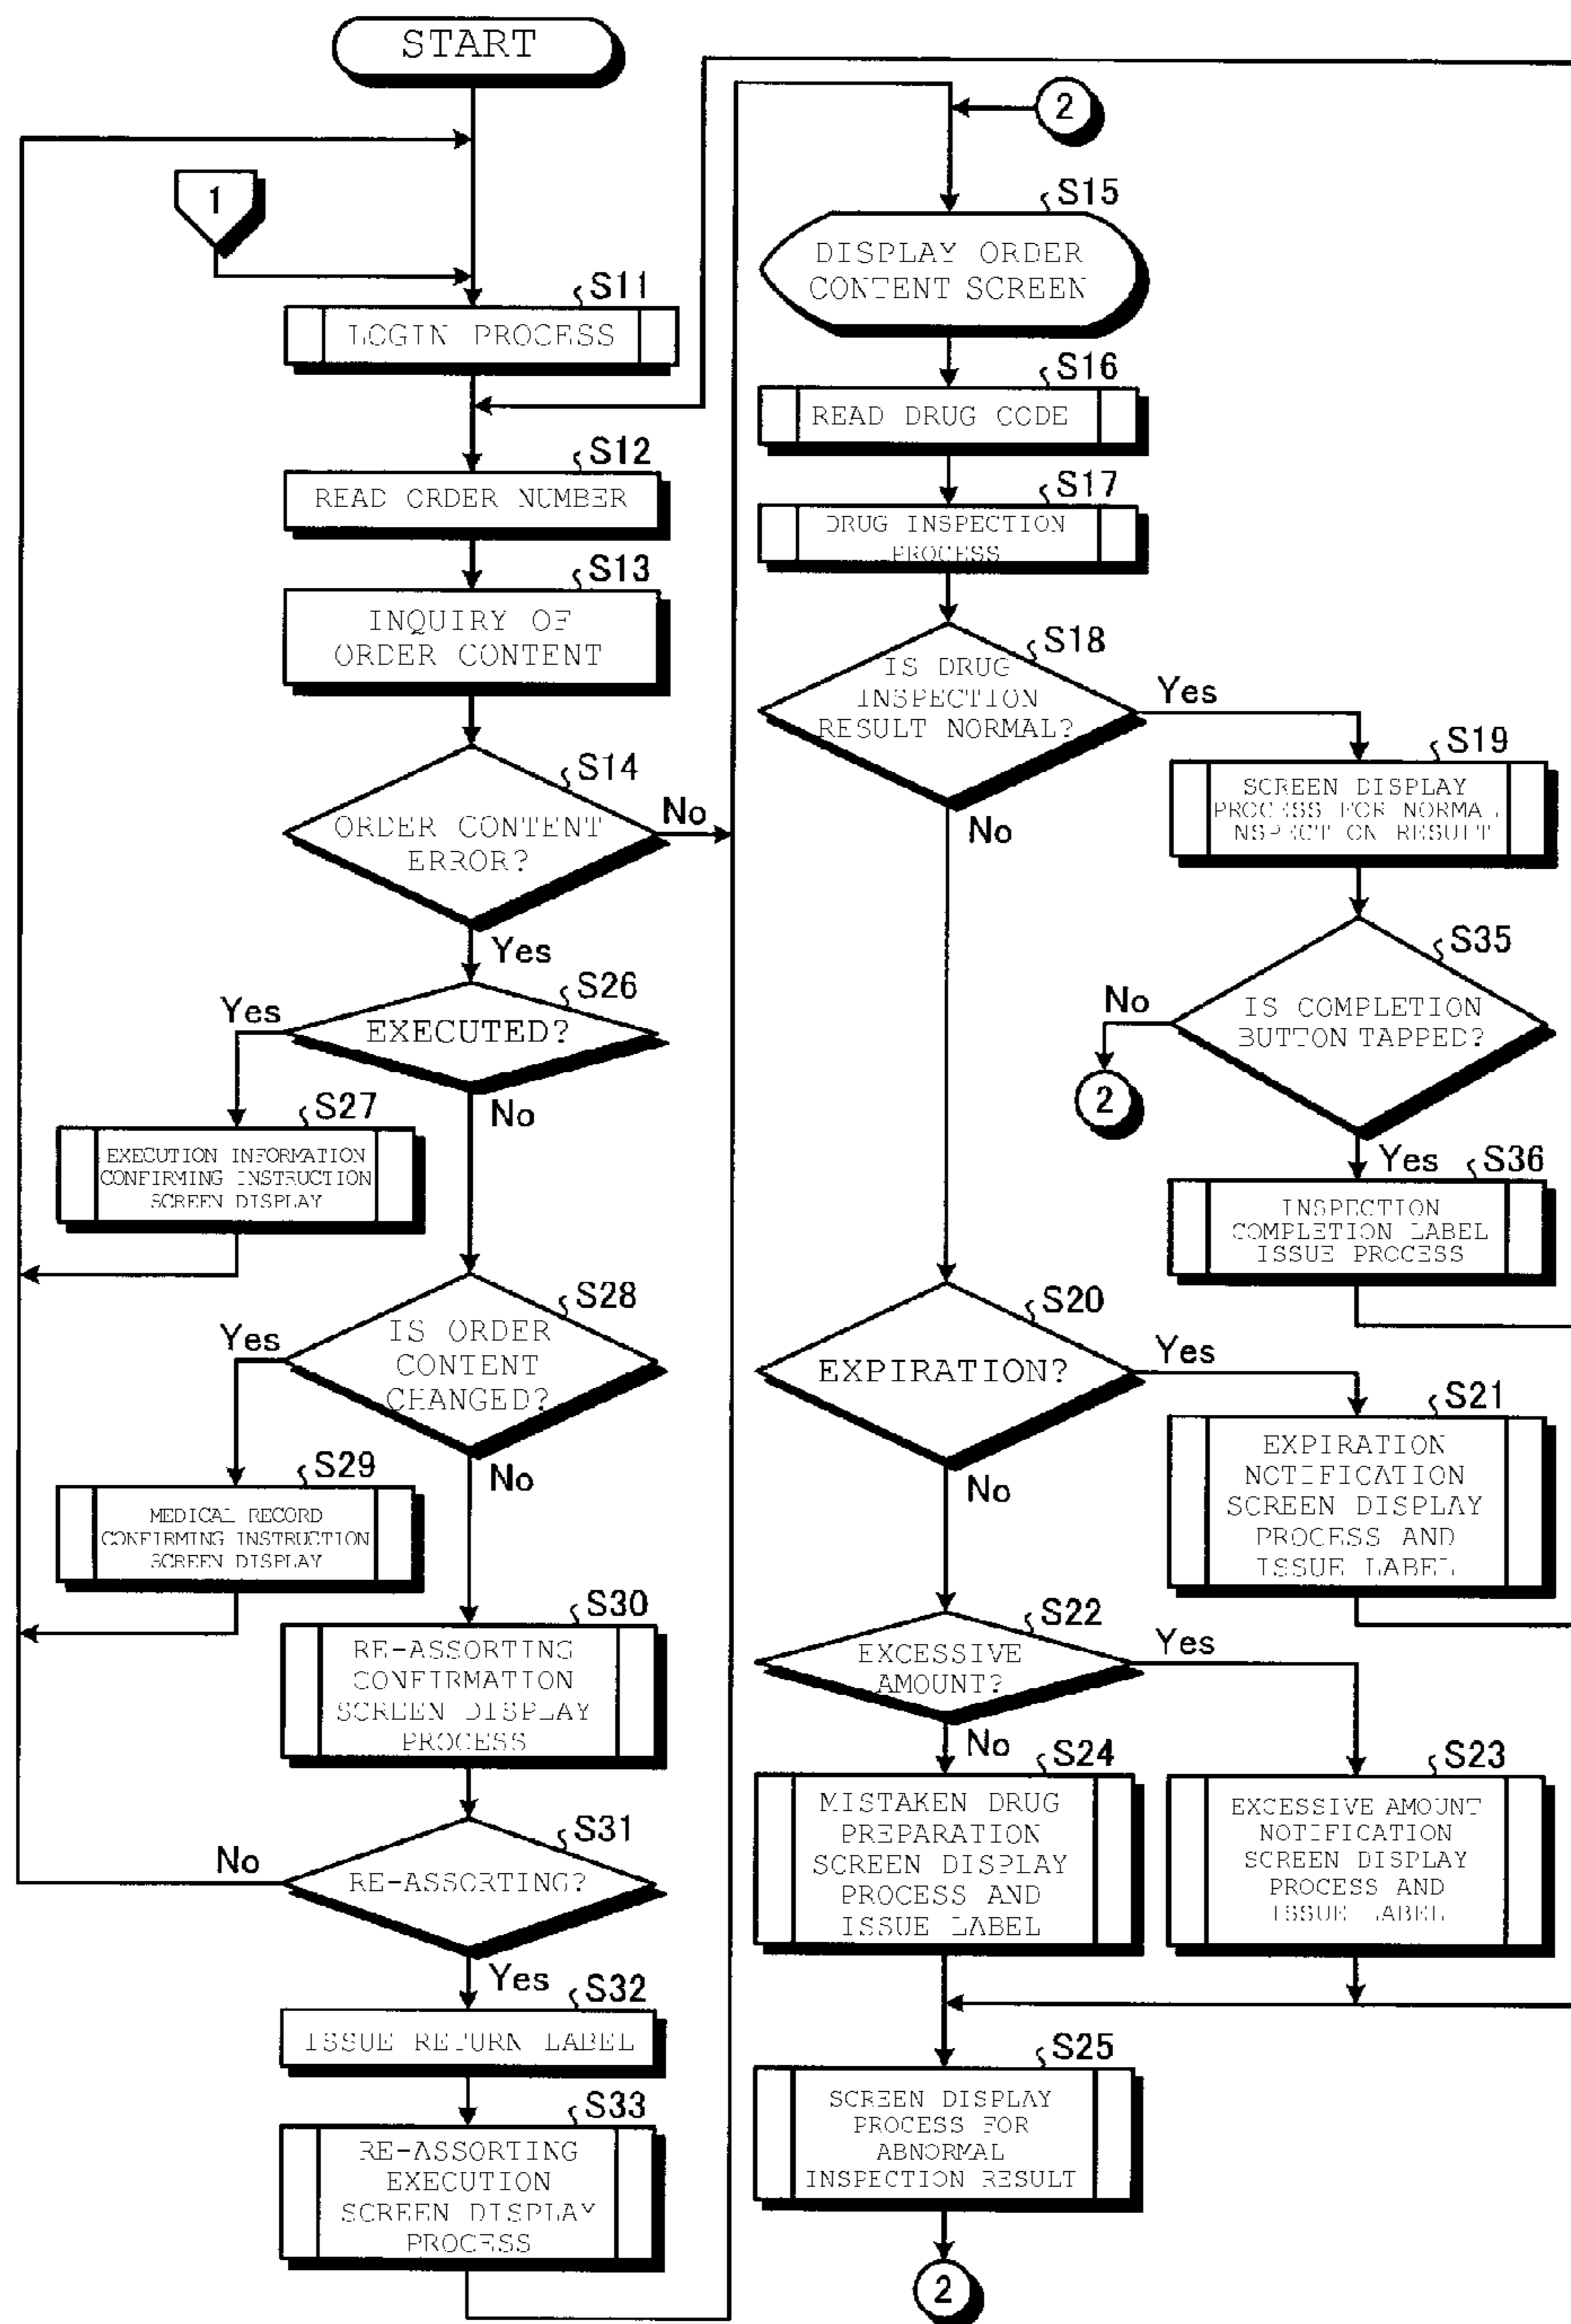 START
1
S11
LOGIN PROCESS
S12
READ ORDER NUMBER
S13
INQUIRY OF
ORDER CONTENT
S14
ORDER CONTENT
ERROR?
No
Yes
S26
EXECUTED?
Yes
No
S27
EXECUTION INFORMATION
CONFIRMING INSTRUCTION
SCREEN DISPLAY
S28
IS ORDER
CONTENT
CHANGED?
Yes
No
S29
MEDICAL RECORD
CONFIRMING INSTRUCTION
SCREEN DISPLAY
S30
RE-ASSORTING
CONFIRMATION
SCREEN DISPLAY
PROCESS
S31
RE-ASSORTING?
No
Yes
S32
ISSUE RETURN LABEL
S33
RE-ASSORTING
EXECUTION
SCREEN DISPLAY
PROCESS
2
S15
DISPLAY ORDER
CONTENT SCREEN
S16
READ DRUG CODE
S17
DRUG INSPECTION
PROCESS
S18
IS DRUG
INSPECTION
RESULT NORMAL?
Yes
No
S19
SCREEN DISPLAY
PROCESS FOR NORMAL
INSPECTION RESULT
S35
IS COMPLETION
BUTTON TAPPED?
No
2
Yes
S36
INSPECTION
COMPLETION LABEL
ISSUE PROCESS
S20
EXPIRATION?
Yes
No
S21
EXPIRATION
NOTIFICATION
SCREEN DISPLAY
PROCESS AND
ISSUE LABEL
S22
EXCESSIVE
AMOUNT?
Yes
No
S24
MISTAKEN DRUG
PREPARATION
SCREEN DISPLAY
PROCESS AND
ISSUE LABEL
S23
EXCESSIVE AMOUNT
NOTIFICATION
SCREEN DISPLAY
PROCESS AND
ISSUE LABEL
S25
SCREEN DISPLAY
PROCESS FOR
ABNORMAL
INSPECTION RESULT
2